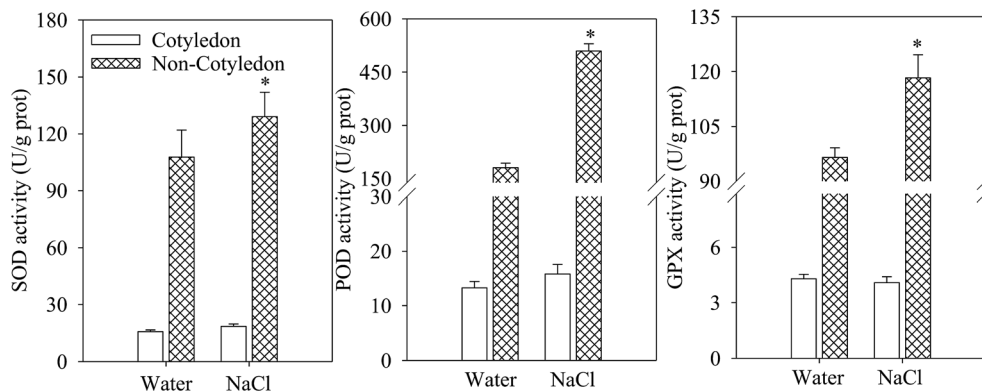 SOD activity (U/g prot)
180
150
120
90
60
30
0
Cotyledon
Non-Cotyledon
*
Water
NaCl
POD activity (U/g prot)
600
450
300
150
30
20
10
0
*
Water
NaCl
GPX activity (U/g prot)
135
120
105
90
6
3
0
*
Water
NaCl